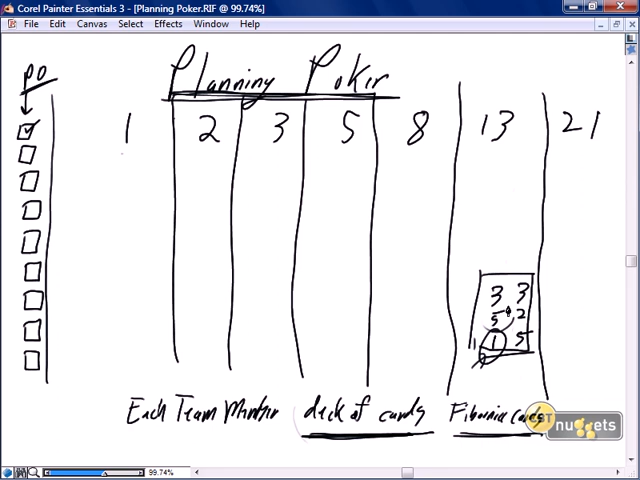 Corel Painter Essentials 3 - [Planning Poker.RIF @ 99.74%]
File Edit Canvas Effects Movie Window Help
Planning Poker
PO
1 2 3 5 8 13 21
3 3
5 2
1 5
Each Team Member deck of cards Fibonnici Cards
nuggets
99.74%